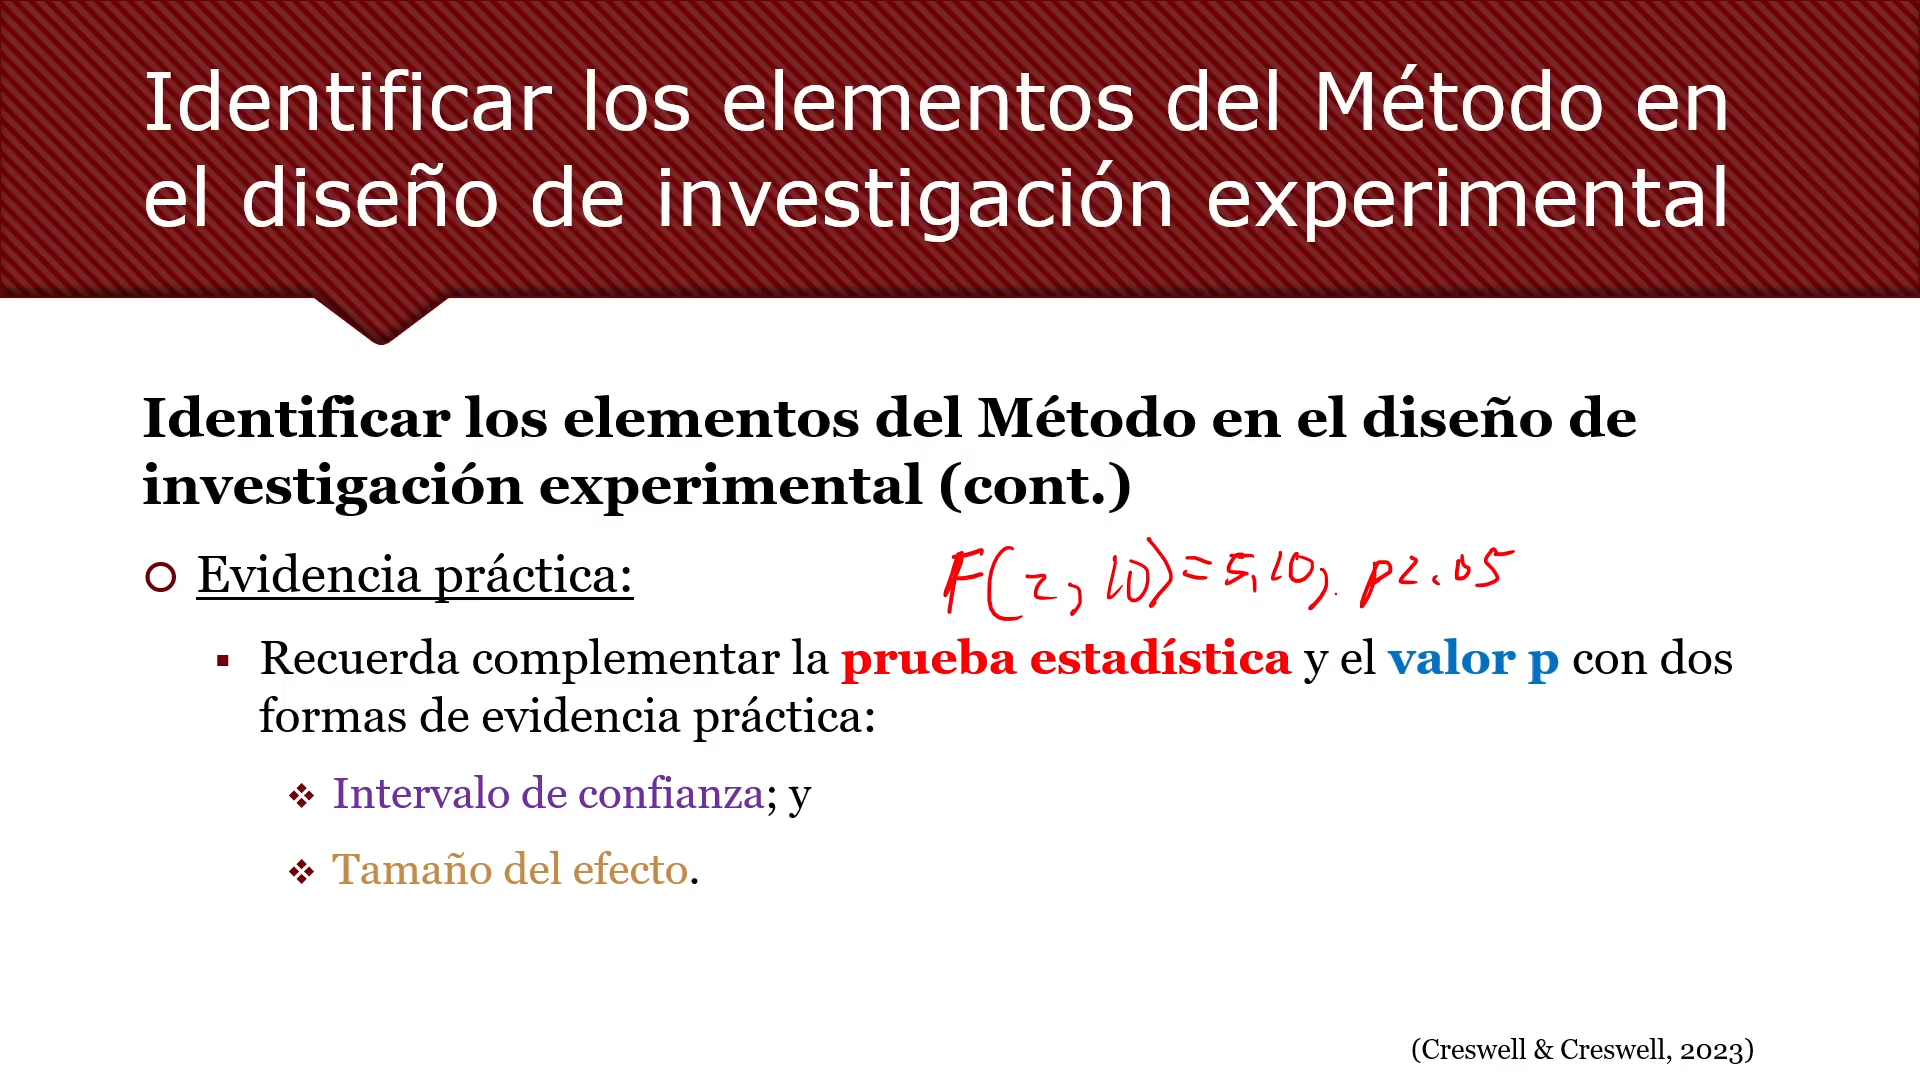 Identificar los elementos del Método en
el diseño de investigación experimental
Identificar los elementos del Método en el diseño de
investigación experimental (cont.)
Evidencia práctica:
F(2, 10) = 5.10, p < .05
Recuerda complementar la prueba estadística y el valor p con dos
formas de evidencia práctica:
Intervalo de confianza; y
Tamaño del efecto.
(Creswell & Creswell, 2023)